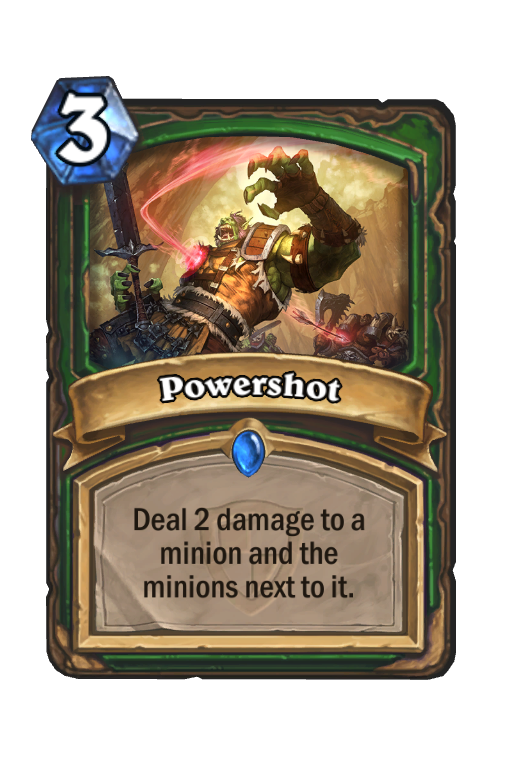 3
Powershot
Deal 2 damage to a
minion and the
minions next to it.